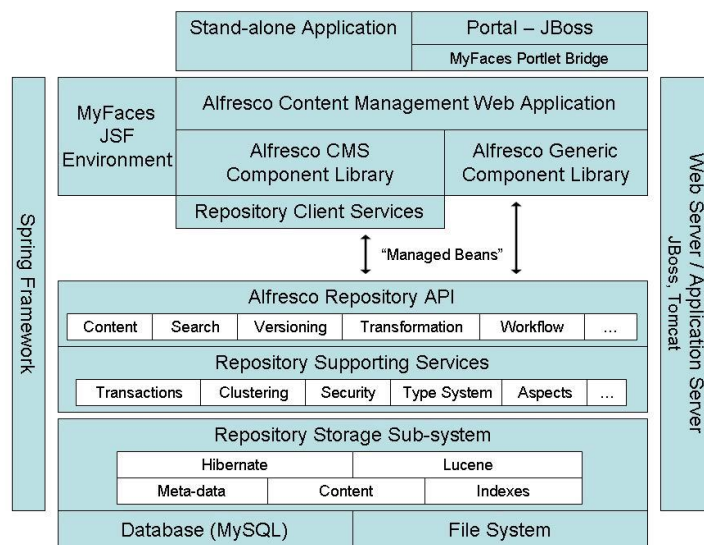 Stand-alone Application
Portal – JBoss
MyFaces Portlet Bridge
Spring Framework
MyFaces
JSF
Environment
Alfresco Content Management Web Application
Alfresco CMS
Component Library
Alfresco Generic
Component Library
Repository Client Services
"Managed Beans"
Web Server / Application Server
JBoss, Tomcat
Alfresco Repository API
Content
Search
Versioning
Transformation
Workflow
...
Repository Supporting Services
Transactions
Clustering
Security
Type System
Aspects
...
Repository Storage Sub-system
Hibernate
Lucene
Meta-data
Content
Indexes
Database (MySQL)
File System